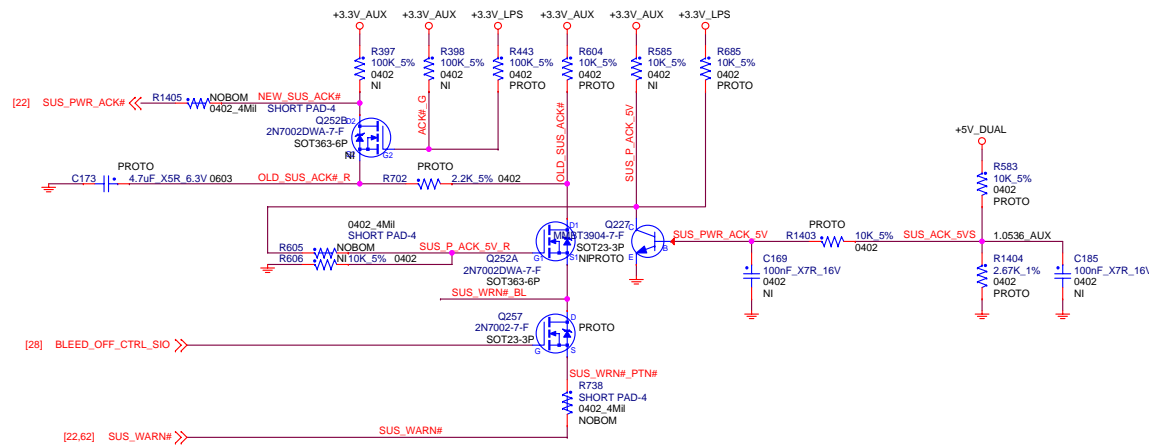 +3.3V_AUX
+3.3V_AUX
+3.3V_LPS
+3.3V_AUX
+3.3V_AUX
+3.3V_LPS
R397
100K_5%
0402
NI
R398
100K_5%
0402
NI
R443
100K_5%
0402
PROTO
R604
10K_5%
0402
PROTO
R585
10K_5%
0402
NI
R685
10K_5%
0402
PROTO
[22] SUS_PWR_ACK#
R1405
NOBOM
0402_4Mil
SHORT PAD-4
NEW_SUS_ACK#
ACK#_G
OLD_SUS_ACK#
SUS_P_ACK_5V
Q252B
D2
2N7002DWA-7-F
SOT363-6P
G2
+5V_DUAL
R583
10K_5%
0402
PROTO
C173
PROTO
4.7uF_X5R_6.3V 0603
OLD_SUS_ACK#_R
R702
PROTO
2.2K_5% 0402
0402_4Mil
SHORT PAD-4
R605
NOBOM
R606
NI
10K_5% 0402
SUS_P_ACK_5V_R
Q252A
2N7002DWA-7-F
SOT363-6P
D1
G1
S1
NI
Q227
MMBT3904-7-F
SOT23-3P
PROTO
C
B
E
SUS_PWR_ACK_5V
R1403
PROTO
10K_5%
0402
SUS_ACK_5VS
1.0536_AUX
C169
100nF_X7R_16V
0402
NI
R1404
2.67K_1%
0402
PROTO
C185
100nF_X7R_16V
0402
NI
SUS_WRN#_BL
Q257
2N7002-7-F
SOT23-3P
D
G
S
PROTO
[28] BLEED_OFF_CTRL_SIO
SUS_WRN#_PTN#
R738
SHORT PAD-4
0402_4Mil
NOBOM
[22,62] SUS_WARN#
SUS_WARN#